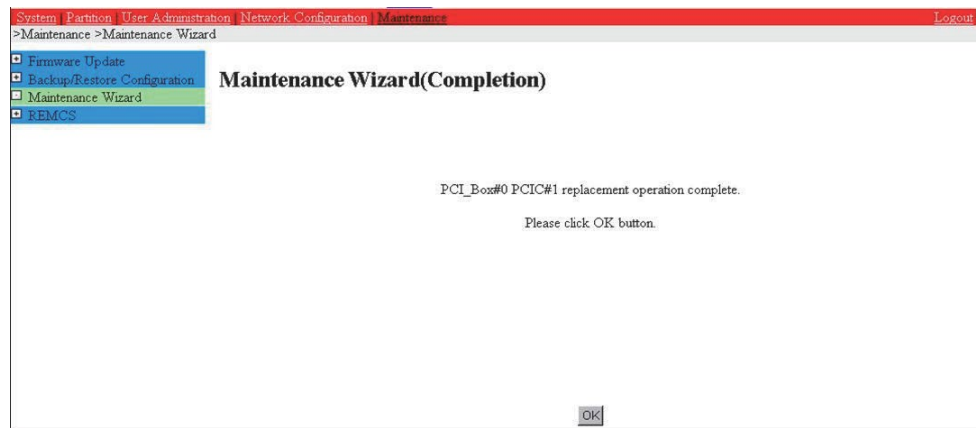 System | Partition | User Administration | Network Configuration | Maintenance Logout
>Maintenance >Maintenance Wizard
Firmware Update
Backup/Restore Configuration
Maintenance Wizard
REMCS
Maintenance Wizard(Completion)
PCI_Box#0 PCIC#1 replacement operation complete.
Please click OK button.
OK